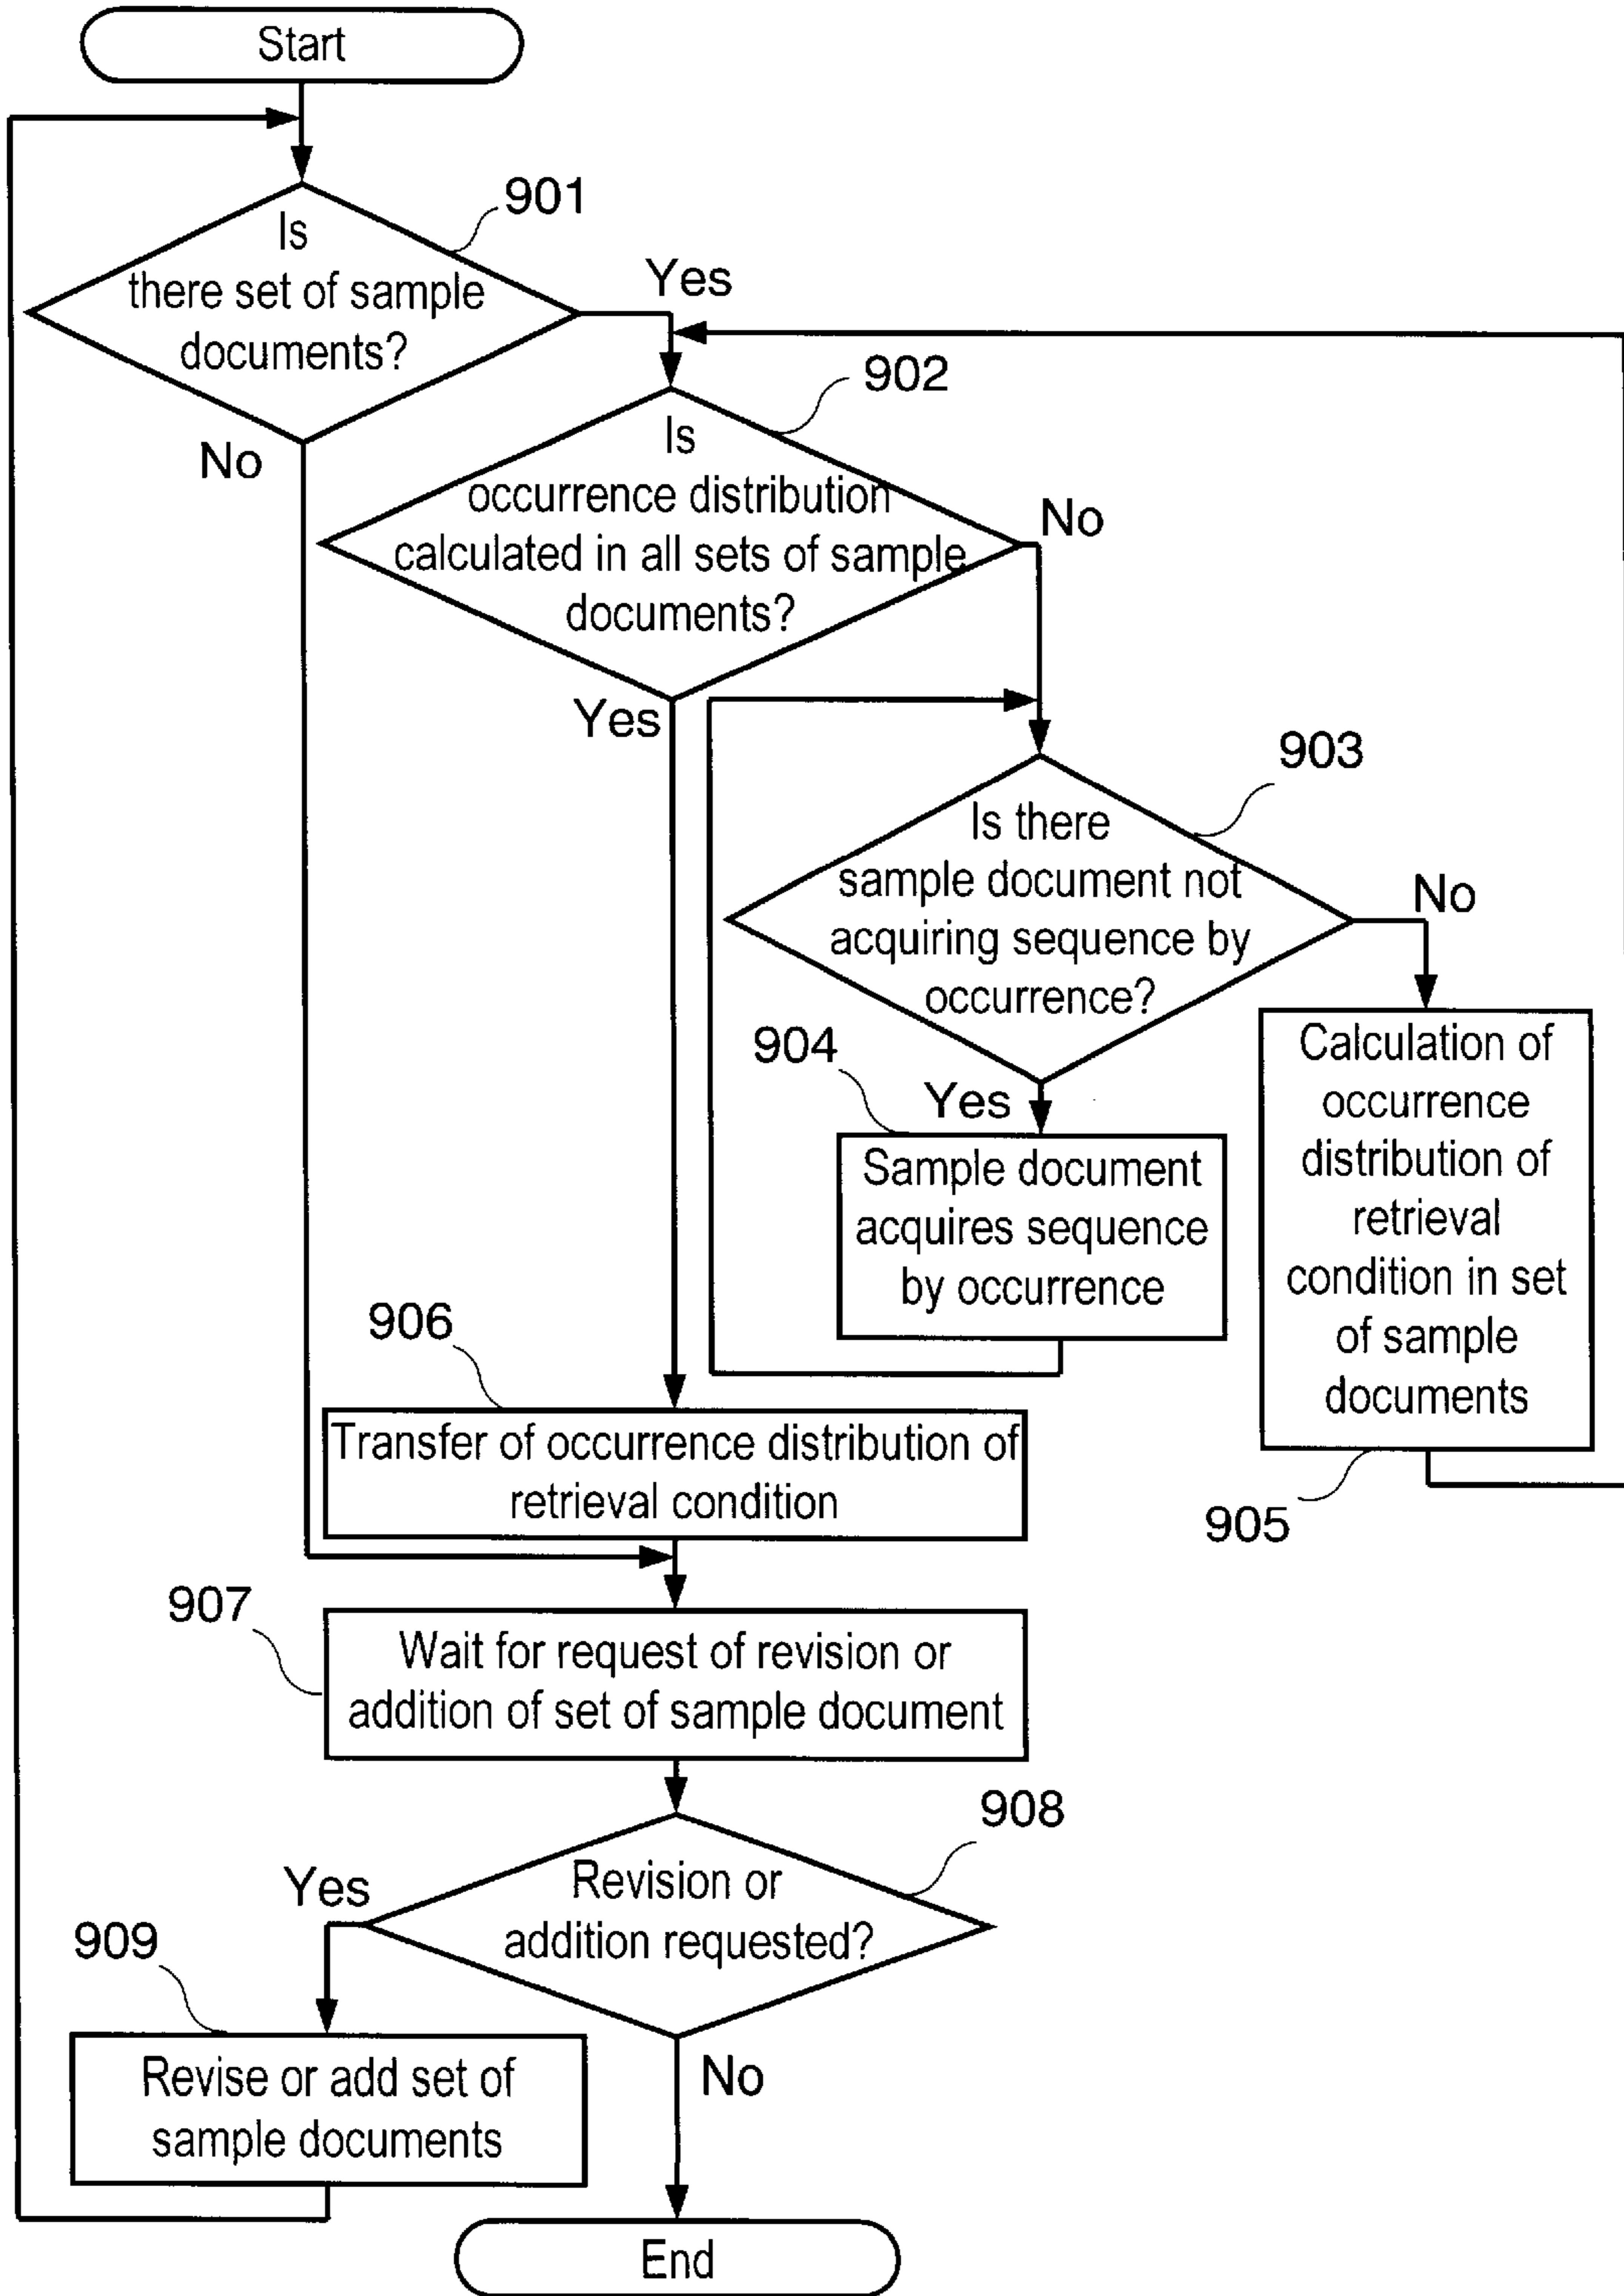 Start
901
Is
there set of sample
documents?
Yes
No
902
Is
occurrence distribution
calculated in all sets of sample
documents?
No
Yes
903
Is there
sample document not
acquiring sequence by
occurrence?
No
Yes
904
Sample document
acquires sequence
by occurrence
Calculation of
occurrence
distribution of
retrieval
condition in set
of sample
documents
905
906
Transfer of occurrence distribution of
retrieval condition
907
Wait for request of revision or
addition of set of sample document
908
Revision or
addition requested?
Yes
No
909
Revise or add set of
sample documents
End